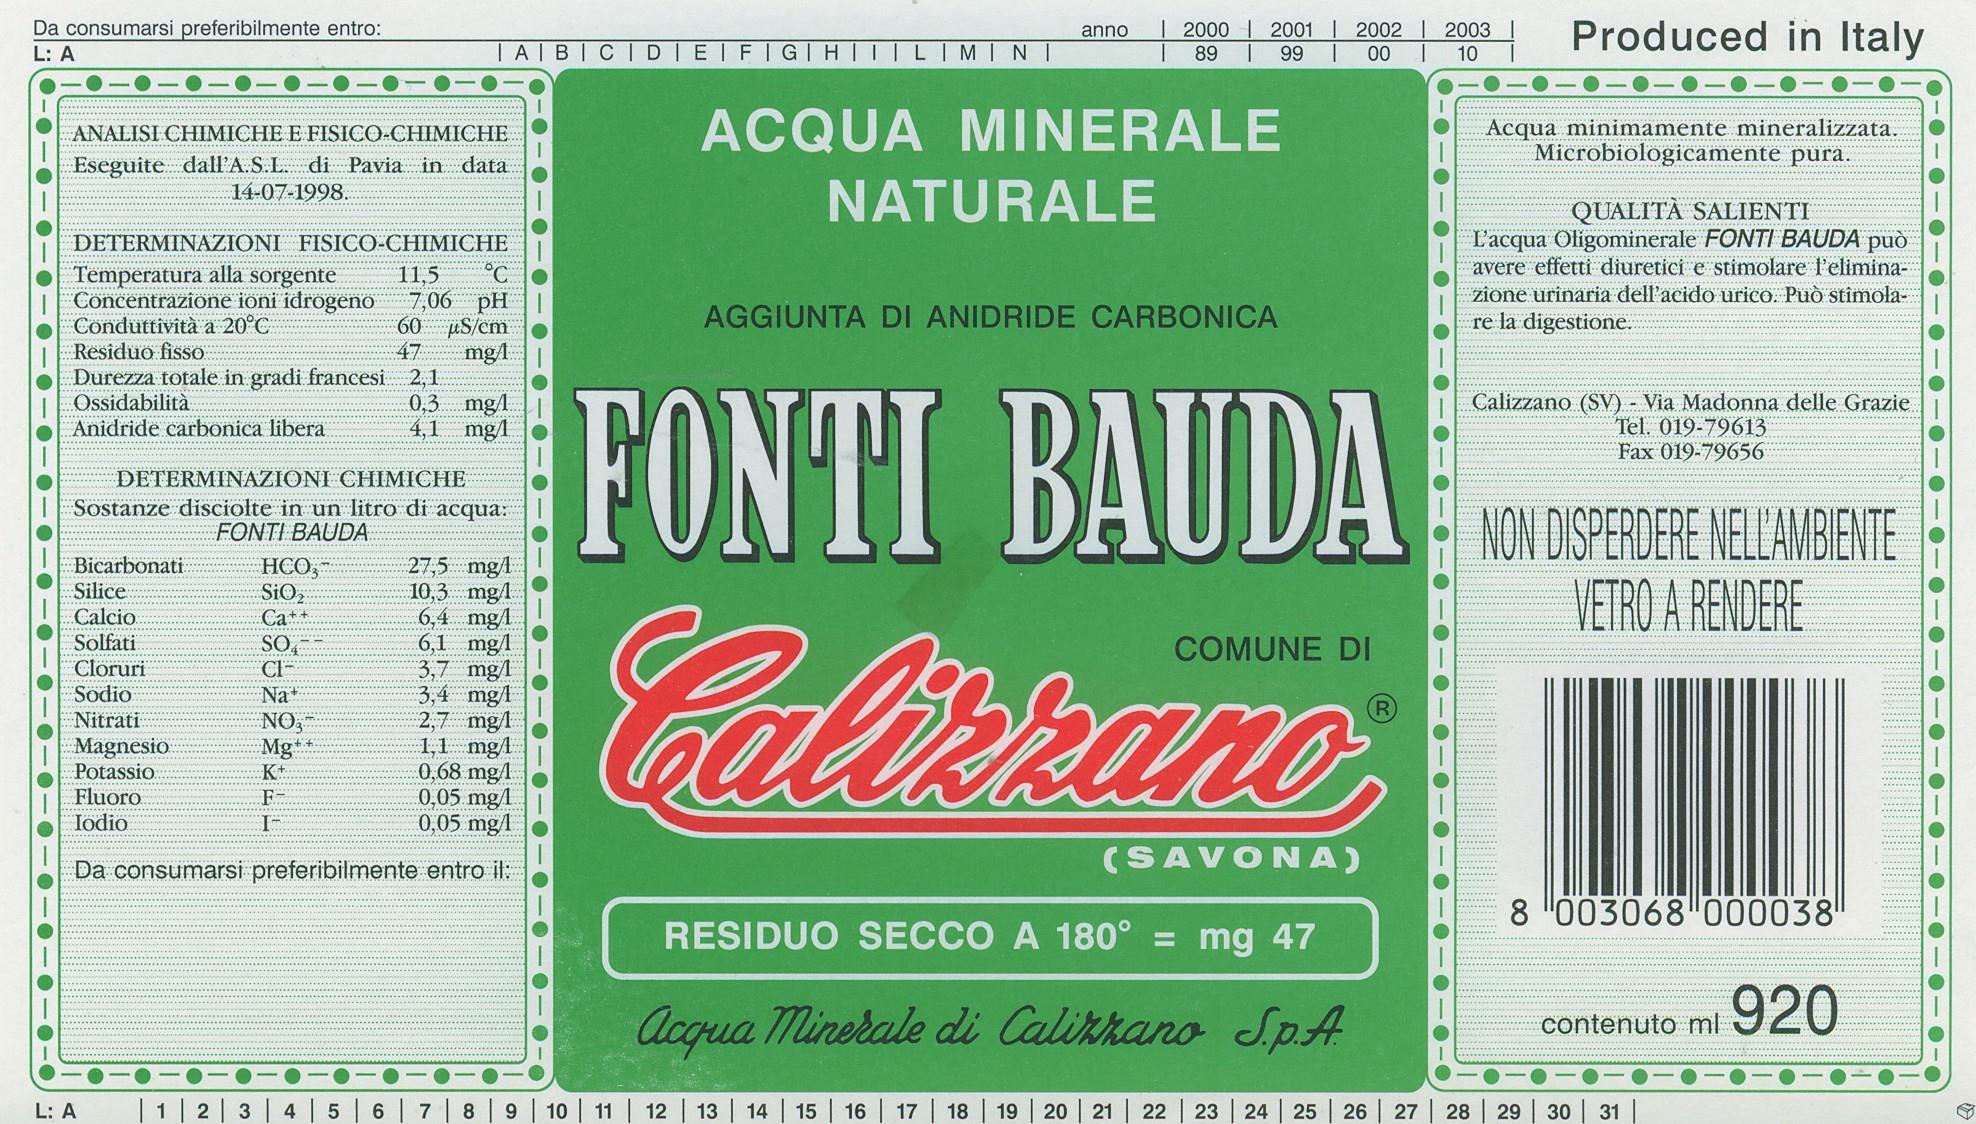 Da consumarsi preferibilmente entro: anno | 2000 | 2001 | 2002 | 2003 |
L: A | A | B | C | D | E | F | G | H | I | L | M | N | | 89 | 99 | 00 | 10 |
Produced in Italy
ANALISI CHIMICHE E FISICO-CHIMICHE
Eseguite dall'A.S.L. di Pavia in data
14-07-1998.
DETERMINAZIONI FISICO-CHIMICHE
Temperatura alla sorgente 11,5 °C
Concentrazione ioni idrogeno 7,06 pH
Conduttività a 20°C 60 µS/cm
Residuo fisso 47 mg/l
Durezza totale in gradi francesi 2,1
Ossidabilità 0,3 mg/l
Anidride carbonica libera 4,1 mg/l
DETERMINAZIONI CHIMICHE
Sostanze disciolte in un litro di acqua:
FONTI BAUDA
Bicarbonati HCO₃⁻ 27,5 mg/l
Silice SiO₂ 10,3 mg/l
Calcio Ca⁺⁺ 6,4 mg/l
Solfati SO₄⁻⁻ 6,1 mg/l
Cloruri Cl⁻ 3,7 mg/l
Sodio Na⁺ 3,4 mg/l
Nitrati NO₃⁻ 2,7 mg/l
Magnesio Mg⁺⁺ 1,1 mg/l
Potassio K⁺ 0,68 mg/l
Fluoro F⁻ 0,05 mg/l
Iodio I⁻ 0,05 mg/l
Da consumarsi preferibilmente entro il:
ACQUA MINERALE
NATURALE
AGGIUNTA DI ANIDRIDE CARBONICA
FONTI BAUDA
COMUNE DI
Calizzano ®
(SAVONA)
RESIDUO SECCO A 180° = mg 47
Acqua Minerale di Calizzano S.p.A.
Acqua minimamente mineralizzata.
Microbiologicamente pura.
QUALITÀ SALIENTI
L'acqua Oligominerale FONTI BAUDA può
avere effetti diuretici e stimolare l'elimina-
zione urinaria dell'acido urico. Può stimola-
re la digestione.
Calizzano (SV) - Via Madonna delle Grazie
Tel. 019-79613
Fax 019-79656
NON DISPERDERE NELL'AMBIENTE
VETRO A RENDERE
8 003068 000038
contenuto ml 920
L: A | 1 | 2 | 3 | 4 | 5 | 6 | 7 | 8 | 9 | 10 | 11 | 12 | 13 | 14 | 15 | 16 | 17 | 18 | 19 | 20 | 21 | 22 | 23 | 24 | 25 | 26 | 27 | 28 | 29 | 30 | 31 |